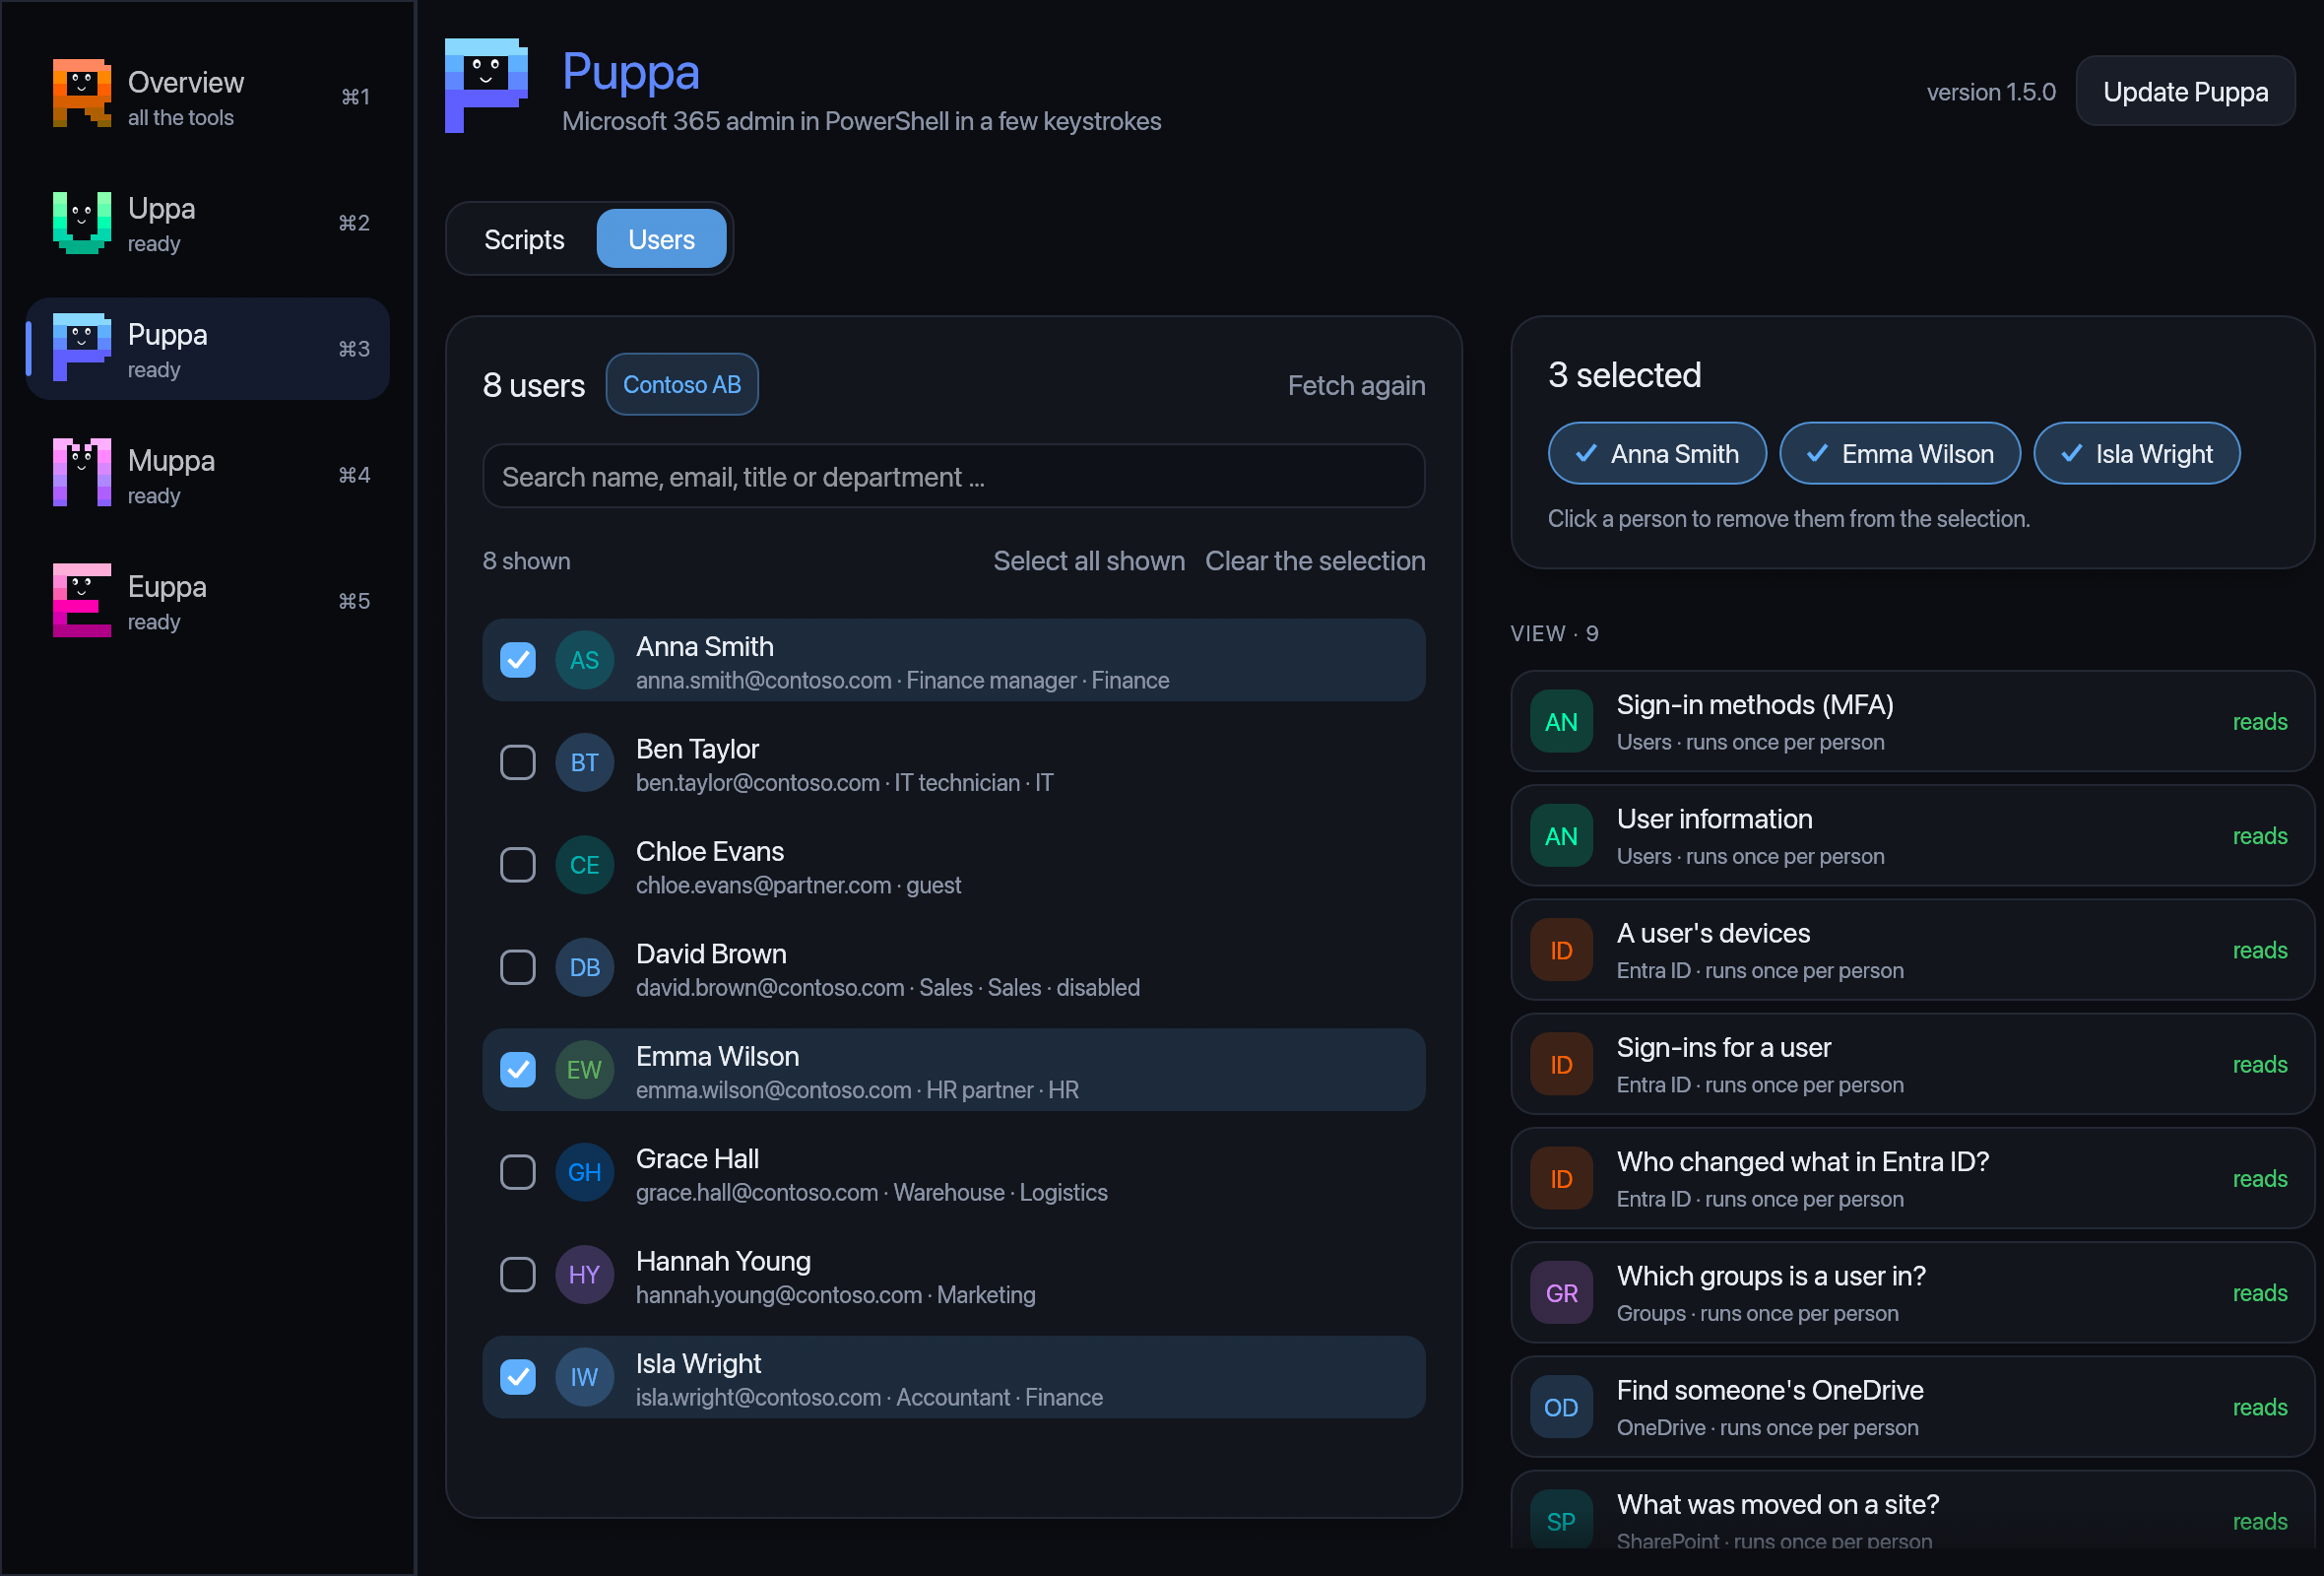 Overview
all the tools
⌘1
Uppa
ready
⌘2
Puppa
ready
⌘3
Muppa
ready
⌘4
Euppa
ready
⌘5
Puppa
Microsoft 365 admin in PowerShell in a few keystrokes
version 1.5.0
Update Puppa
Scripts
Users
8 users
Contoso AB
Fetch again
Search name, email, title or department ...
8 shown
Select all shown
Clear the selection
AS
Anna Smith
anna.smith@contoso.com · Finance manager · Finance
BT
Ben Taylor
ben.taylor@contoso.com · IT technician · IT
CE
Chloe Evans
chloe.evans@partner.com · guest
DB
David Brown
david.brown@contoso.com · Sales · Sales · disabled
EW
Emma Wilson
emma.wilson@contoso.com · HR partner · HR
GH
Grace Hall
grace.hall@contoso.com · Warehouse · Logistics
HY
Hannah Young
hannah.young@contoso.com · Marketing
IW
Isla Wright
isla.wright@contoso.com · Accountant · Finance
3 selected
Anna Smith
Emma Wilson
Isla Wright
Click a person to remove them from the selection.
VIEW · 9
AN
Sign-in methods (MFA)
Users · runs once per person
reads
AN
User information
Users · runs once per person
reads
ID
A user's devices
Entra ID · runs once per person
reads
ID
Sign-ins for a user
Entra ID · runs once per person
reads
ID
Who changed what in Entra ID?
Entra ID · runs once per person
reads
GR
Which groups is a user in?
Groups · runs once per person
reads
OD
Find someone's OneDrive
OneDrive · runs once per person
reads
SP
What was moved on a site?
SharePoint · runs once per person
reads